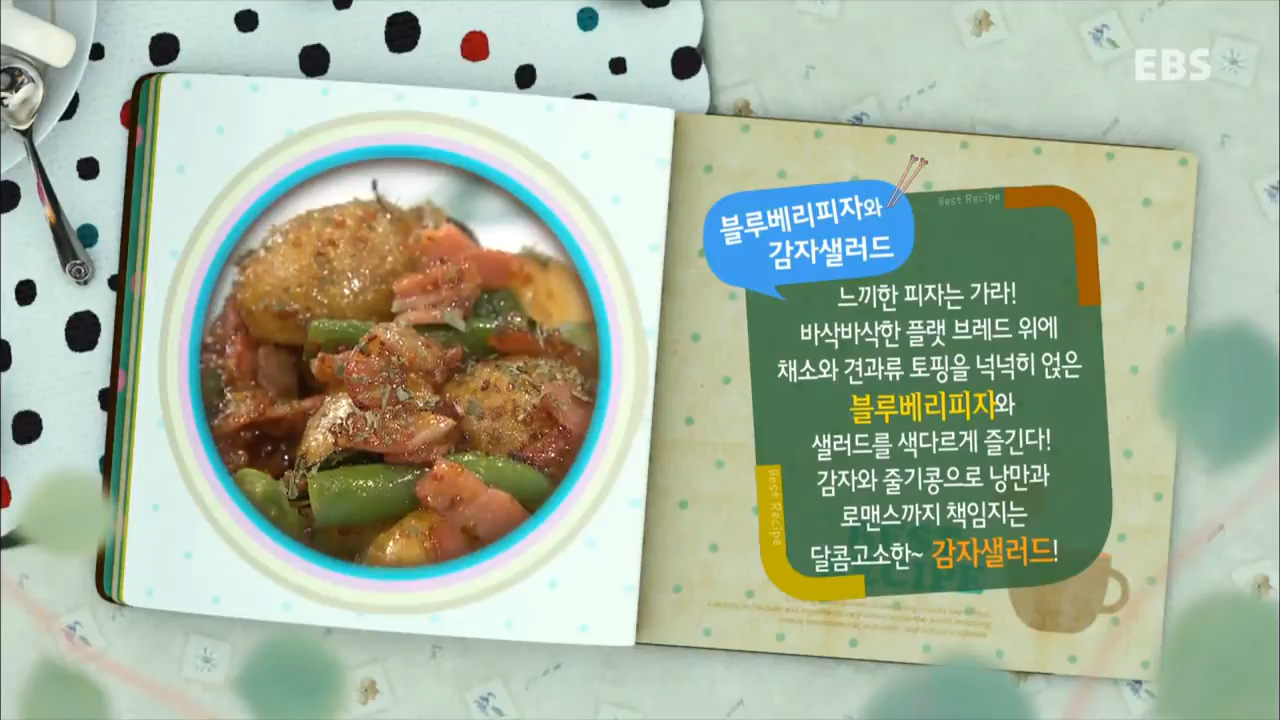 EBS
블루베리피자와
감자샐러드
Best Recipe
느끼한 피자는 가라!
바삭바삭한 플랫 브레드 위에
채소와 견과류 토핑을 넉넉히 얹은
블루베리피자와
샐러드를 색다르게 즐긴다!
감자와 줄기콩으로 낭만과
로맨스까지 책임지는
달콤고소한~ 감자샐러드!
Best Recipe
BEST
RECIPE